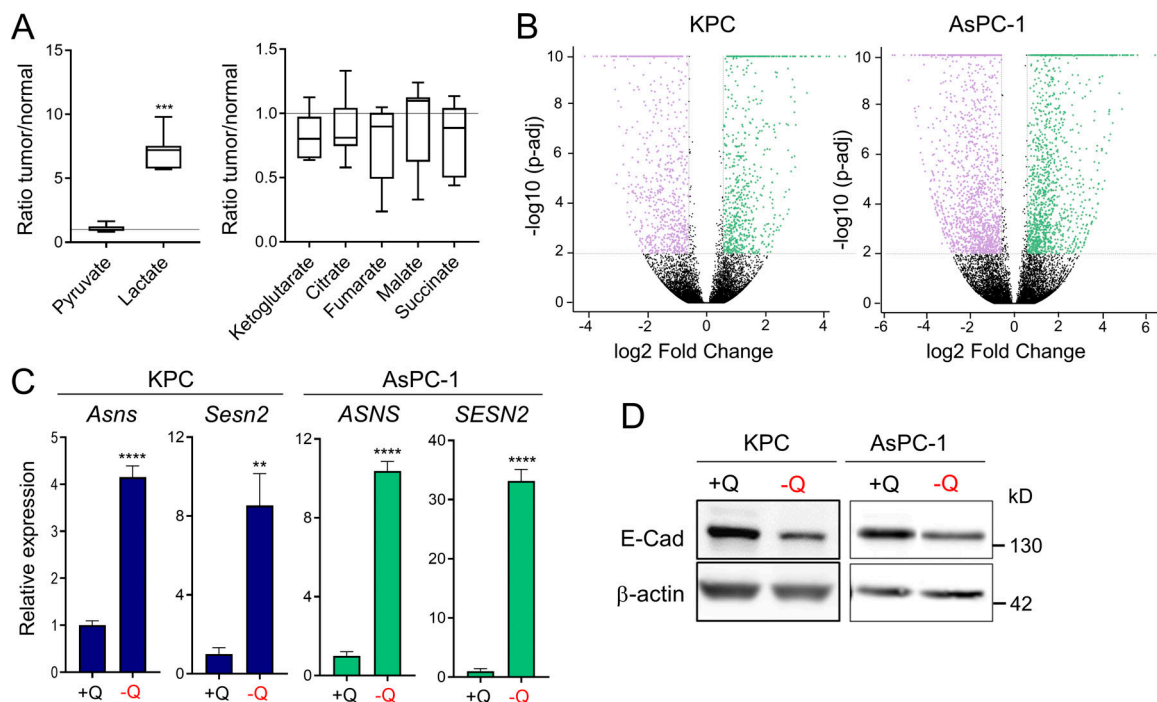 A
Ratio tumor/normal
15
10
5
0
***
Pyruvate
Lactate
Ratio tumor/normal
1.5
1.0
0.5
0.0
Ketoglutarate
Citrate
Fumarate
Malate
Succinate
B
KPC
-log10 (p-adj)
10
8
6
4
2
0
-4 -2 0 2 4
log2 Fold Change
AsPC-1
-log10 (p-adj)
10
8
6
4
2
0
-6 -4 -2 0 2 4 6
log2 Fold Change
C
KPC
AsPC-1
Asns
Sesn2
ASNS
SESN2
Relative expression
5
4
3
2
1
0
****
+Q -Q
12
8
4
0
**
+Q -Q
12
8
4
0
****
+Q -Q
40
30
20
10
0
****
+Q -Q
D
KPC
AsPC-1
+Q -Q +Q -Q kD
E-Cad
130
β-actin
42